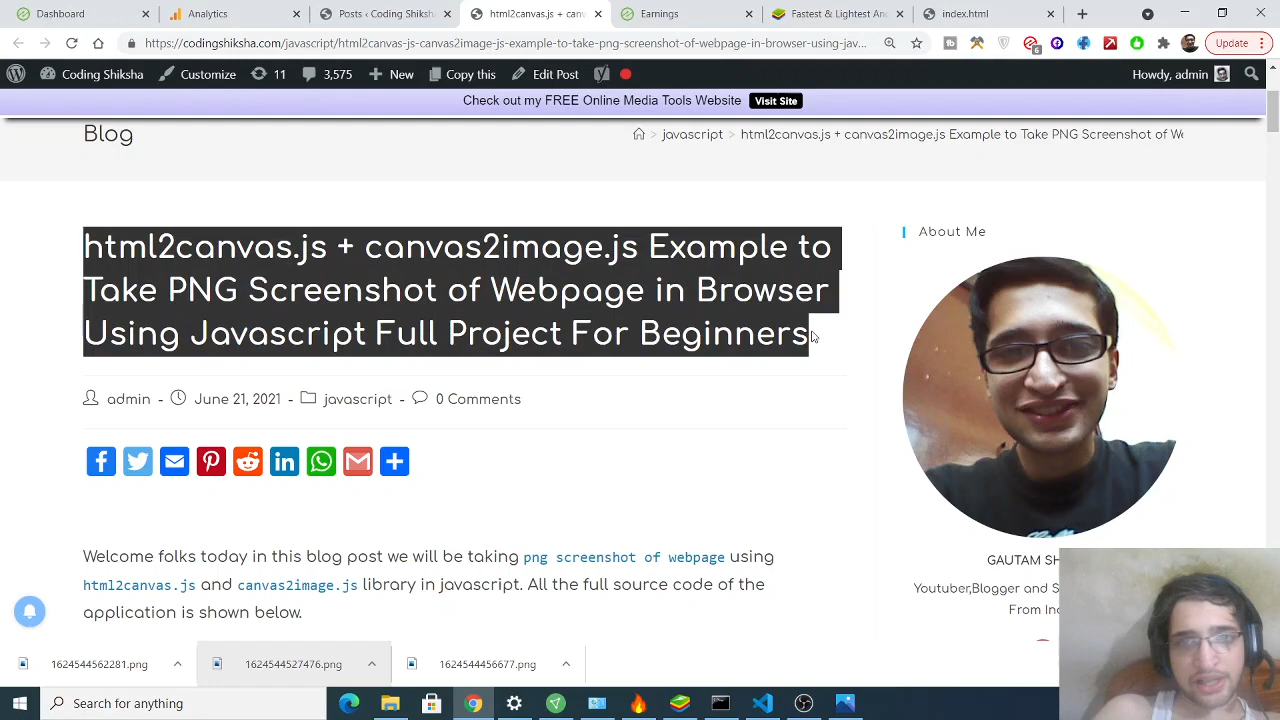 Dashboard
Analytics
Posts ‹ Coding Shiksha
html2canvas.js + canv
Earnings
Fastest & Lightest And
index.html
https://codingshiksha.com/javascript/html2canvas-js-canvas2image-js-example-to-take-png-screenshot-of-webpage-in-browser-using-jav...
6
Update
Coding Shiksha
Customize
11
3,575
New
Copy this
Edit Post
Howdy, admin
Check out my FREE Online Media Tools Website
Visit Site
Blog
> javascript > html2canvas.js + canvas2image.js Example to Take PNG Screenshot of We
html2canvas.js + canvas2image.js Example to
Take PNG Screenshot of Webpage in Browser
Using Javascript Full Project For Beginners
About Me
admin - June 21, 2021 - javascript - 0 Comments
Welcome folks today in this blog post we will be taking png screenshot of webpage using
html2canvas.js and canvas2image.js library in javascript. All the full source code of the
application is shown below.
GAUTAM SH
Youtuber,Blogger and S
From Ind
1624544562281.png
1624544527476.png
1624544456677.png
Search for anything